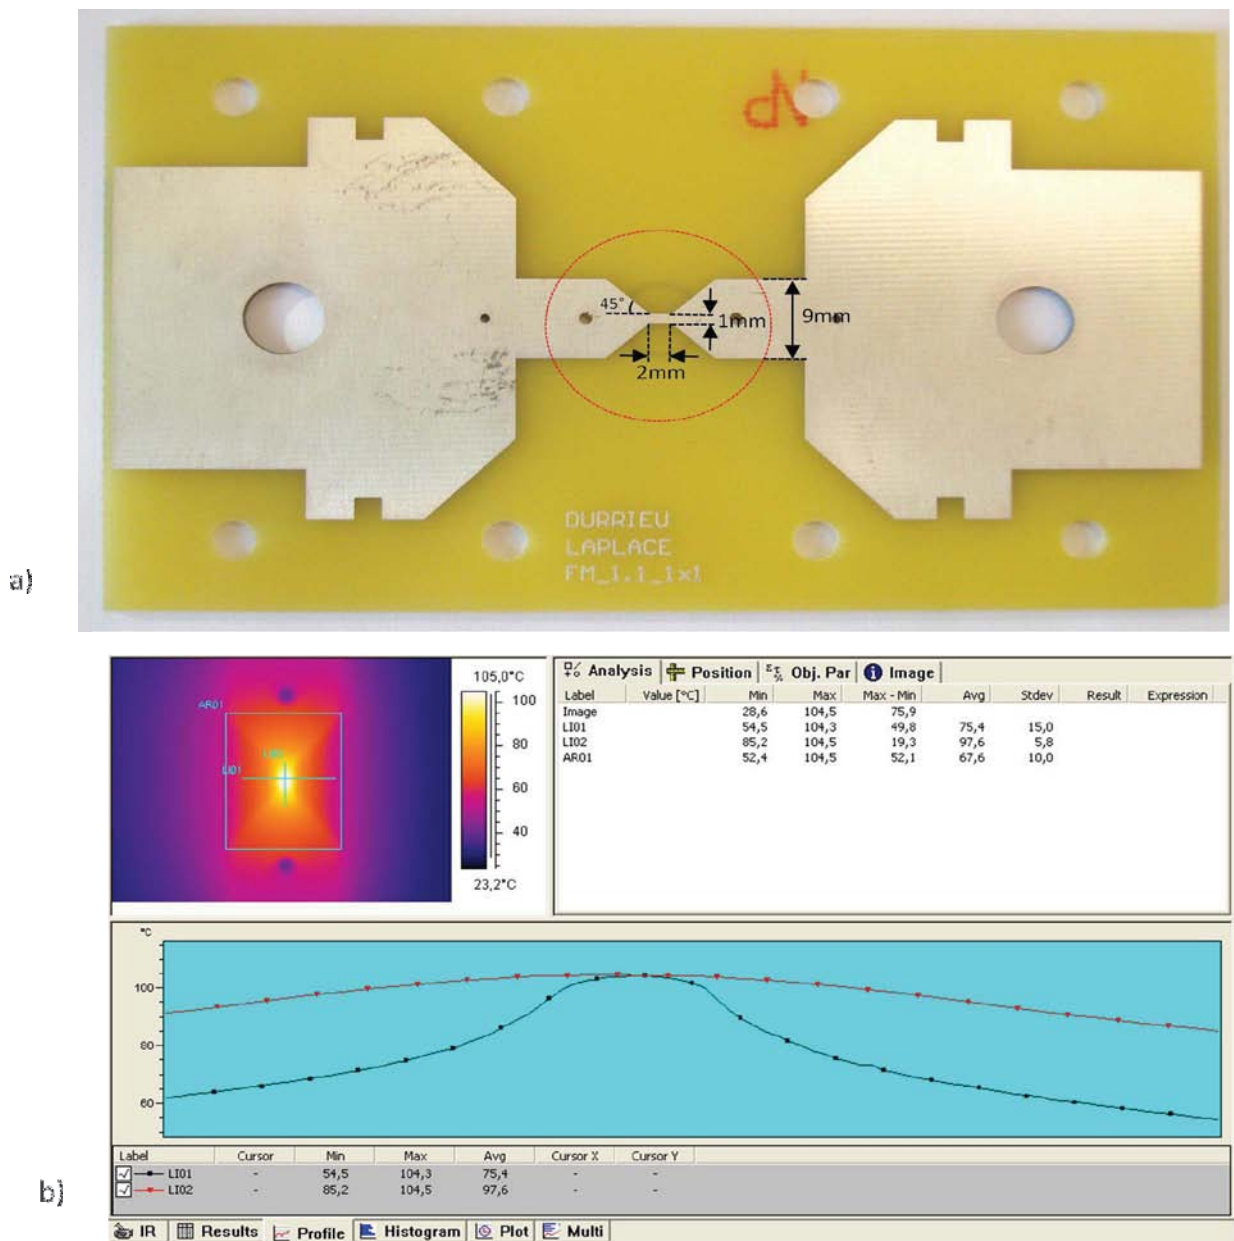 Nd
45°
1mm
9mm
2mm
DURRIEU
LAPLACE
FM_1.1_1x1
a)
105,0°C
100
80
60
40
23,2°C
AR01
LI01
Analysis Position Obj. Par Image
Label Value [°C] Min Max Max - Min Avg Stdev Result Expression
Image 28,6 104,5 75,9
LI01 54,5 104,3 49,8 75,4 15,0
LI02 85,2 104,5 19,3 97,6 5,8
AR01 52,4 104,5 52,1 67,6 10,0
°C
100
80
60
Label Cursor Min Max Avg Cursor X Cursor Y
LI01 - 54,5 104,3 75,4 - -
LI02 - 85,2 104,5 97,6 - -
b)
IR Results Profile Histogram Plot Multi